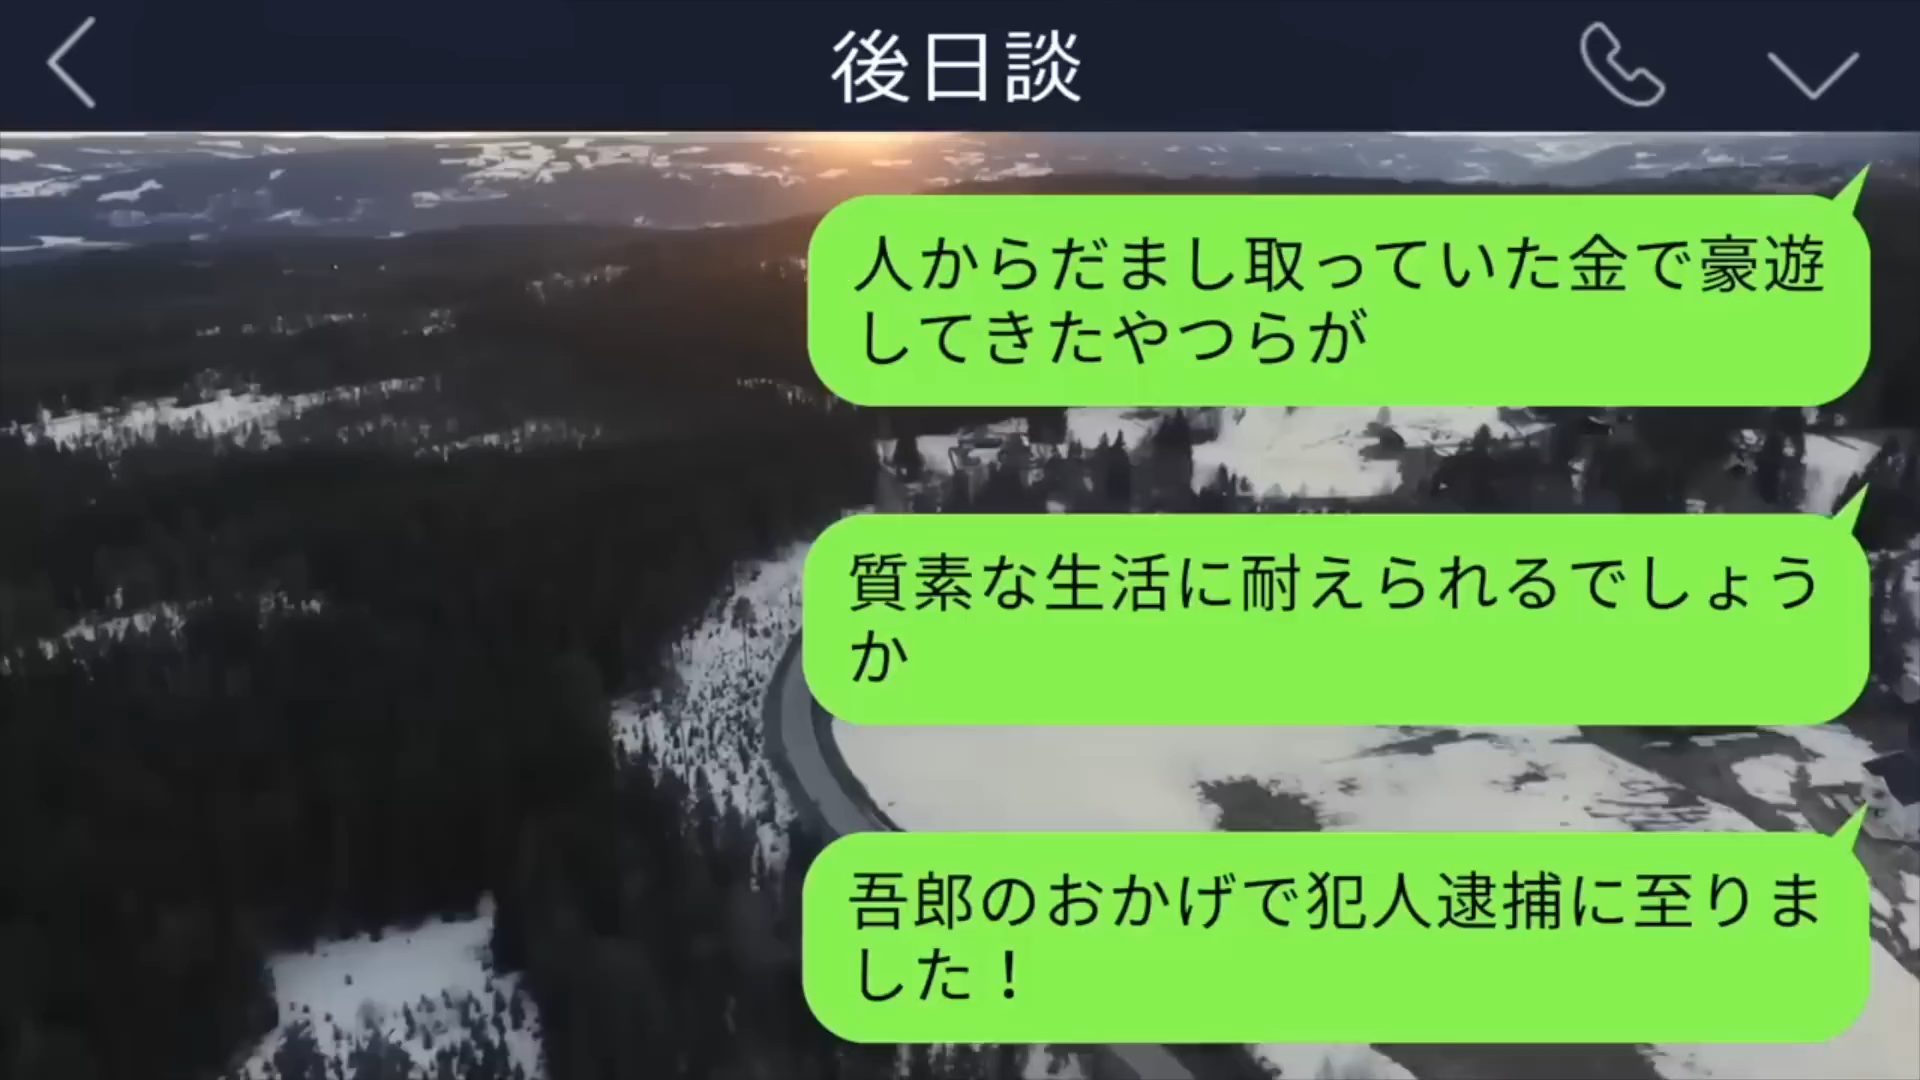 後日談
人からだまし取っていた金で豪遊
してきたやつらが
質素な生活に耐えられるでしょう
か
吾郎のおかげで犯人逮捕に至りま
した！